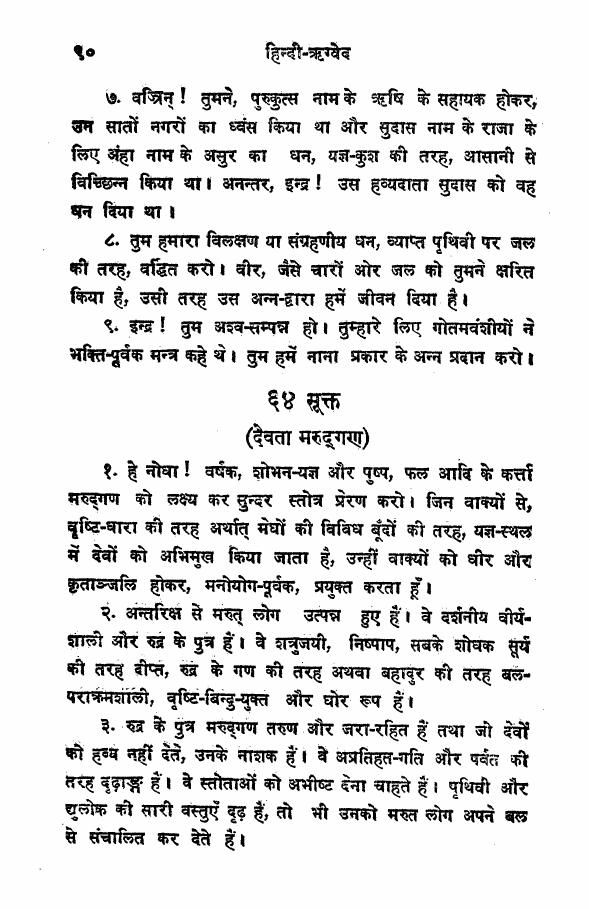 ९०
हिन्दी-ऋग्वेद
७. वज्रिन् ! तुमने, पुरुकुत्स नाम के ऋषि के सहायक होकर,
उन सातों नगरों का ध्वंस किया था और सुदास नाम के राजा के
लिए अंहा नाम के असुर का धन, यज्ञ-कुश की तरह, आसानी से
विच्छिन्न किया था। अनन्तर, इन्द्र ! उस हव्यदाता सुदास को वह
धन दिया था ।
८. तुम हमारा विलक्षण या संग्रहणीय धन, व्याप्त पृथिवी पर जल
की तरह, वर्द्धित करो। वीर, जैसे चारों ओर जल को तुमने क्षरित
किया है, उसी तरह उस अन्न-द्वारा हमें जीवन दिया है।
९. इन्द्र ! तुम अश्व-सम्पन्न हो। तुम्हारे लिए गोतमवंशीयों ने
भक्ति-पूर्वक मन्त्र कहे थे। तुम हमें नाना प्रकार के अन्न प्रदान करो।
६४ सूक्त
(देवता मरुद्गण)
१. हे नोधा ! वर्षक, शोभन-यज्ञ और पुष्प, फल आदि के कर्त्ता
मरुद्गण को लक्ष्य कर सुन्दर स्तोत्र प्रेरण करो। जिन वाक्यों से,
वृष्टि-धारा की तरह अर्थात् मेघों की विविध बूँदों की तरह, यज्ञ-स्थल
में देवों को अभिमुख किया जाता है, उन्हीं वाक्यों को धीर और
कृताञ्जलि होकर, मनोयोग-पूर्वक, प्रयुक्त करता हूँ।
२. अन्तरिक्ष से मरुत् लोग उत्पन्न हुए हैं। वे दर्शनीय वीर्य-
शाली और रुद्र के पुत्र हैं। वे शत्रुजयी, निष्पाप, सबके शोधक सूर्य
की तरह दीप्त, रुद्र के गण की तरह अथवा बहादुर की तरह बल-
पराक्रमशाली, वृष्टि-बिन्दु-युक्त और घोर रूप हैं।
३. रुद्र के पुत्र मरुद्गण तरुण और जरा-रहित हैं तथा जो देवों
को हव्य नहीं देते, उनके नाशक हैं। वे अप्रतिहत-गति और पर्वत की
तरह दृढ़ाङ्ग हैं। वे स्तोताओं को अभीष्ट देना चाहते हैं। पृथिवी और
द्युलोक की सारी वस्तुएँ दृढ़ हैं, तो भी उनको मरुत लोग अपने बल
से संचालित कर देते हैं।